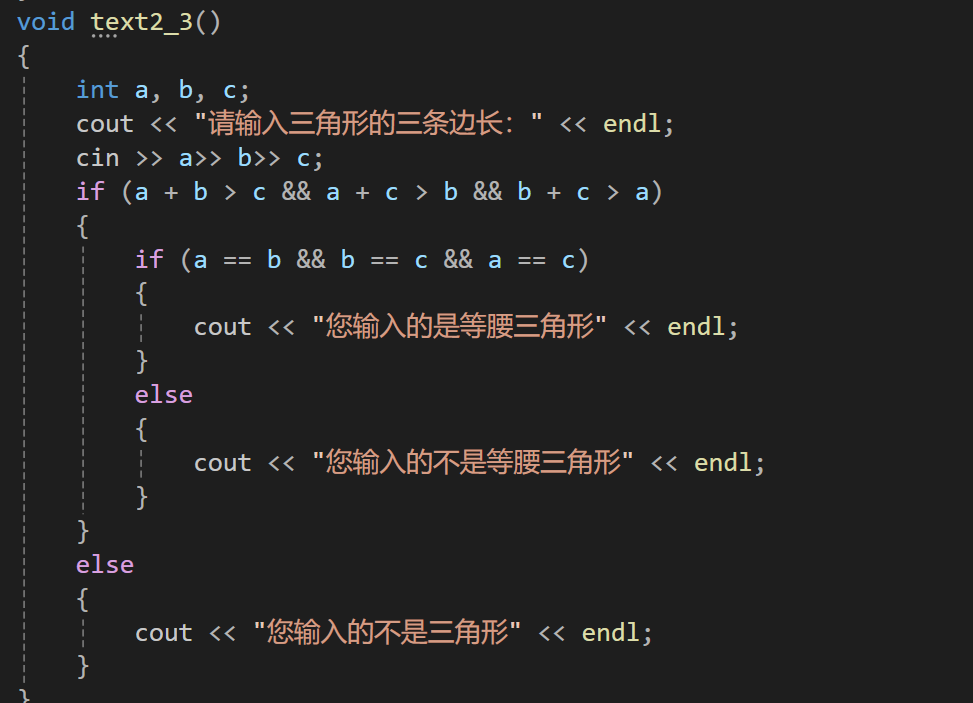 void text2_3()
{
int a, b, c;
cout << "请输入三角形的三条边长：" << endl;
cin >> a>> b>> c;
if (a + b > c && a + c > b && b + c > a)
{
if (a == b && b == c && a == c)
{
cout << "您输入的是等腰三角形" << endl;
}
else
{
cout << "您输入的不是等腰三角形" << endl;
}
}
else
{
cout << "您输入的不是三角形" << endl;
}
}